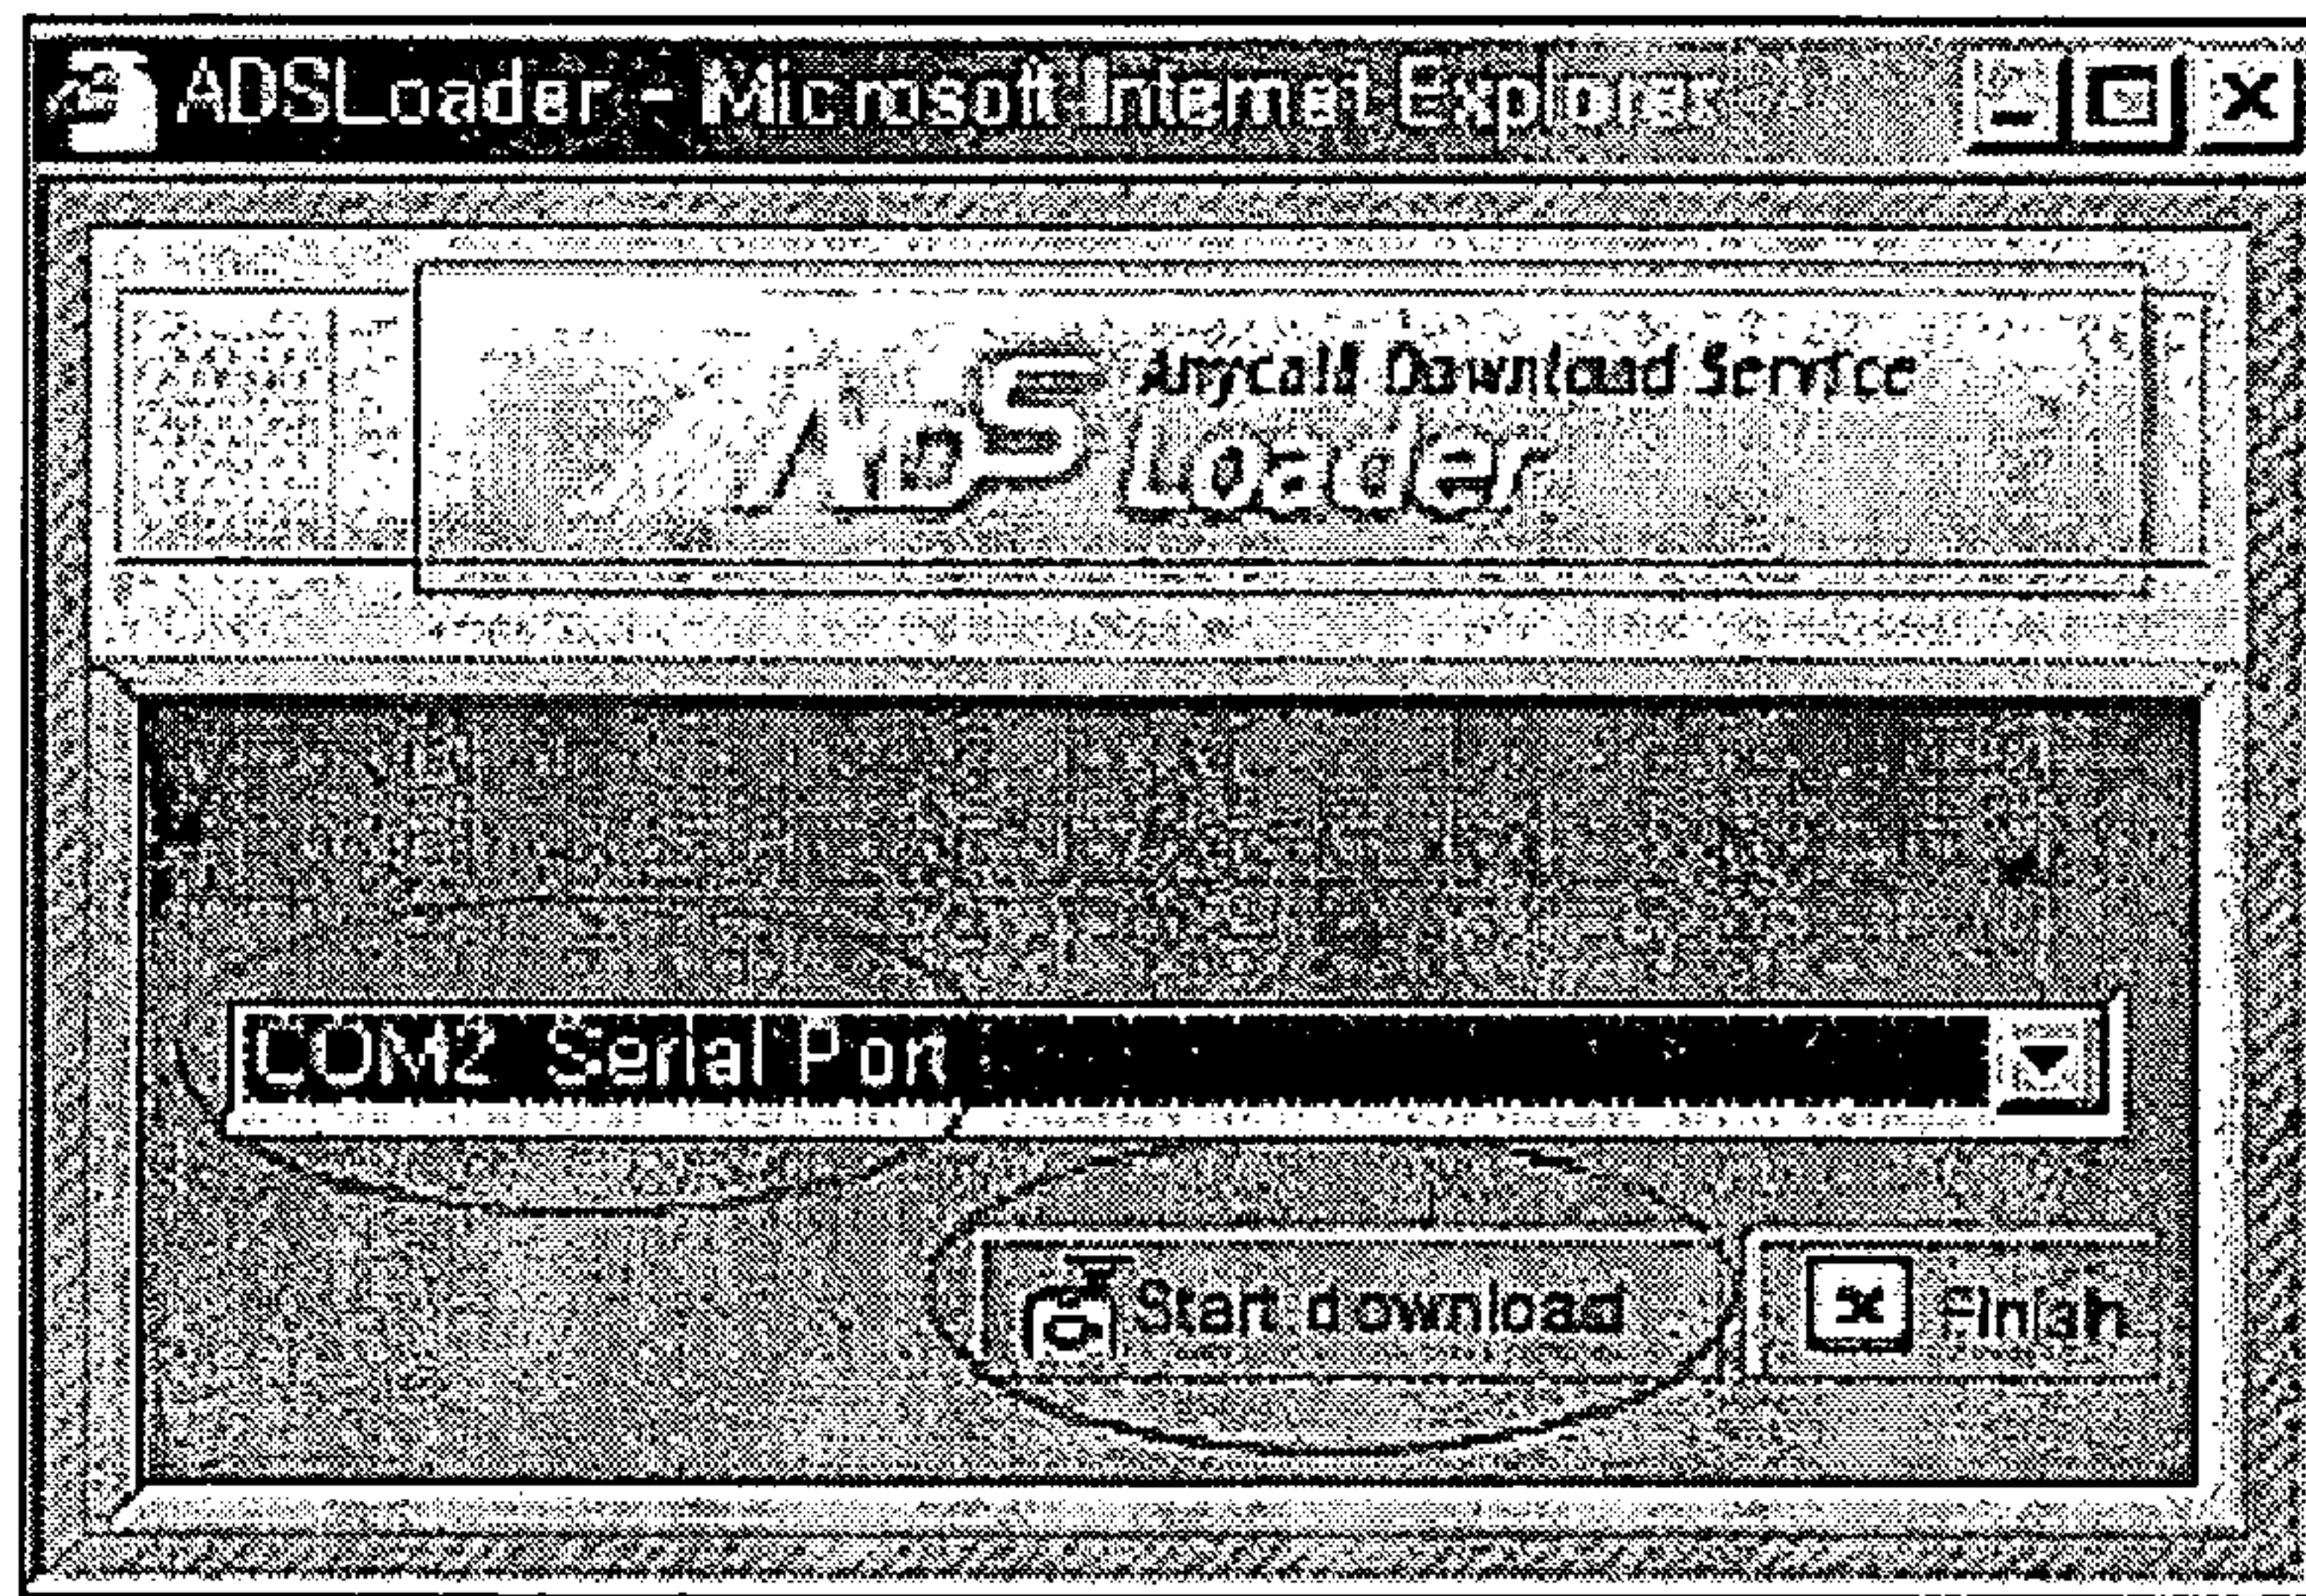 ADSLoader - Microsoft Internet Explorer
Anycall Download Service
ADS Loader
COM2 Serial Port
Start download
Finish